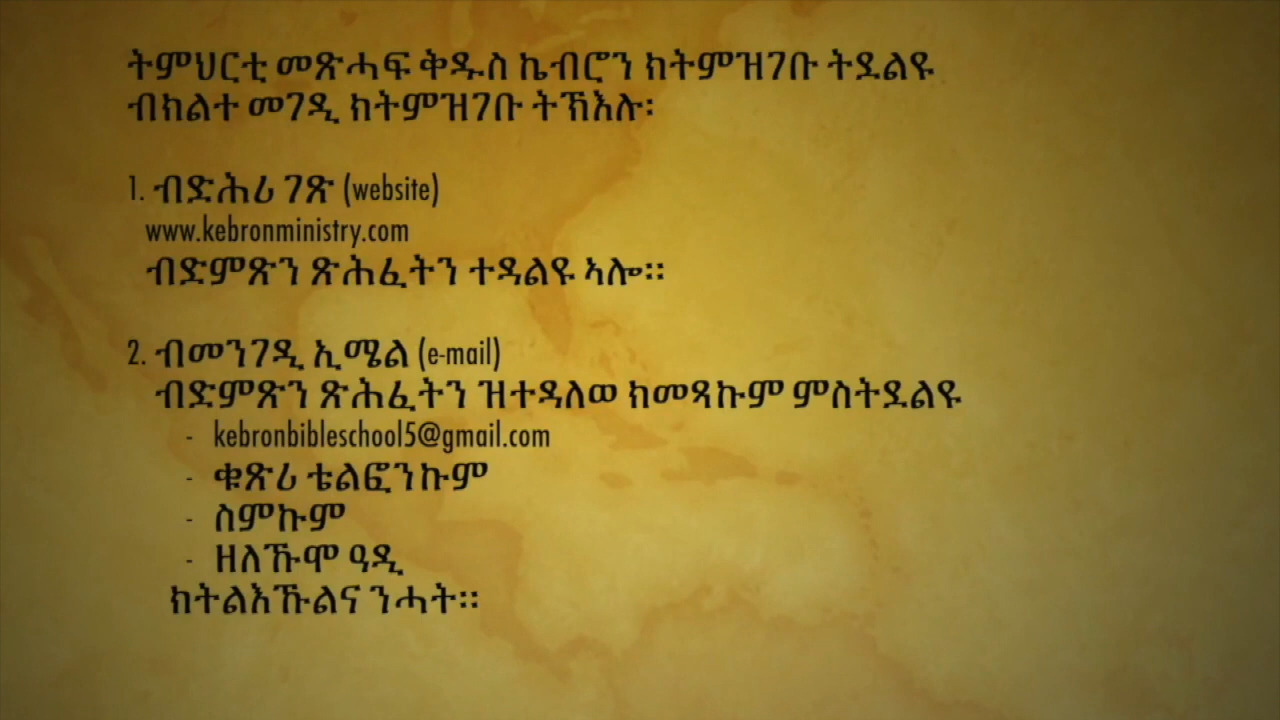 ትምህርቲ መጽሓፍ ቅዱስ ኬብሮን ክትምዝገቡ ትደልዩ
ብክልተ መገዲ ክትምዝገቡ ትኽእሉ፡
1. ብድሕሪ ገጽ (website)
www.kebronministry.com
ብድምጽን ጽሕፈትን ተዳልዩ ኣሎ፡፡
2. ብመንገዲ ኢሜል (e-mail)
ብድምጽን ጽሕፈትን ዝተዳለወ ክመጻኩም ምስትደልዩ
- kebronbibleschool5@gmail.com
- ቁጽሪ ቴልፎንኩም
- ስምኩም
- ዘለኹሞ ዓዲ
ክትልእኹልና ንሓት፡፡